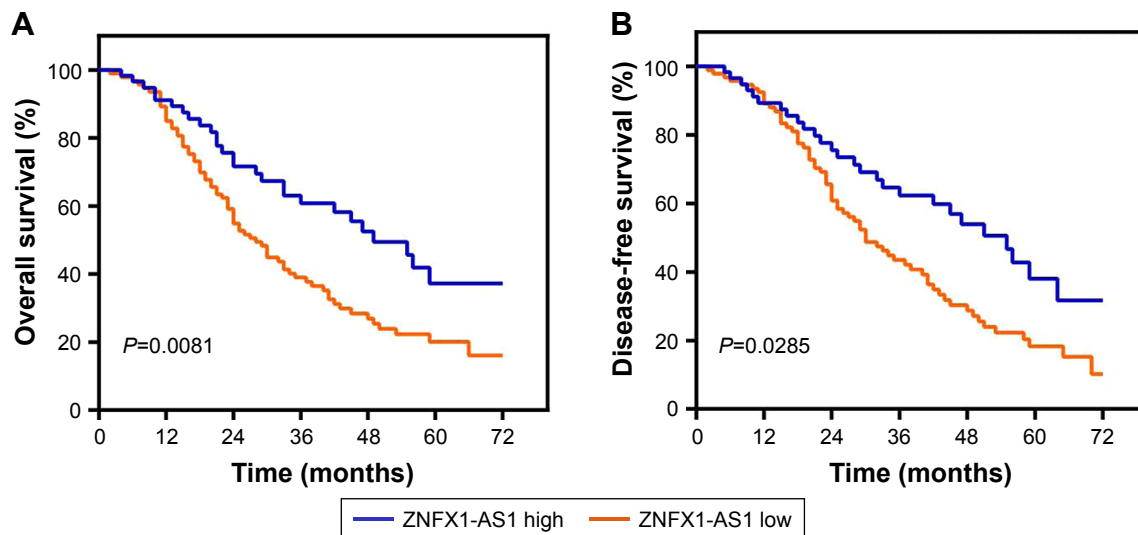 A
Overall survival (%)
100
80
60
40
20
0
P=0.0081
0 12 24 36 48 60 72
Time (months)
B
Disease-free survival (%)
100
80
60
40
20
0
P=0.0285
0 12 24 36 48 60 72
Time (months)
ZNFX1-AS1 high ZNFX1-AS1 low